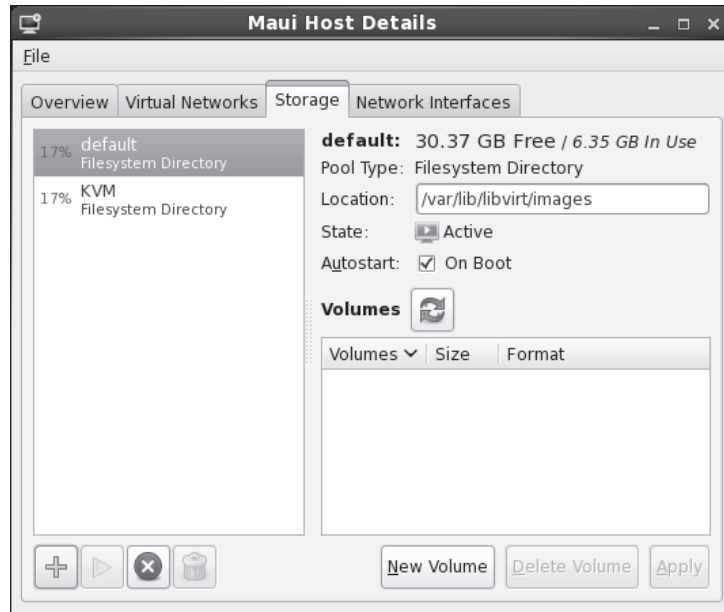 Maui Host Details
File
Overview Virtual Networks Storage Network Interfaces
17% default
Filesystem Directory
17% KVM
Filesystem Directory
default: 30.37 GB Free / 6.35 GB In Use
Pool Type: Filesystem Directory
Location: /var/lib/libvirt/images
State: Active
Autostart: On Boot
Volumes
Volumes Size Format
New Volume Delete Volume Apply